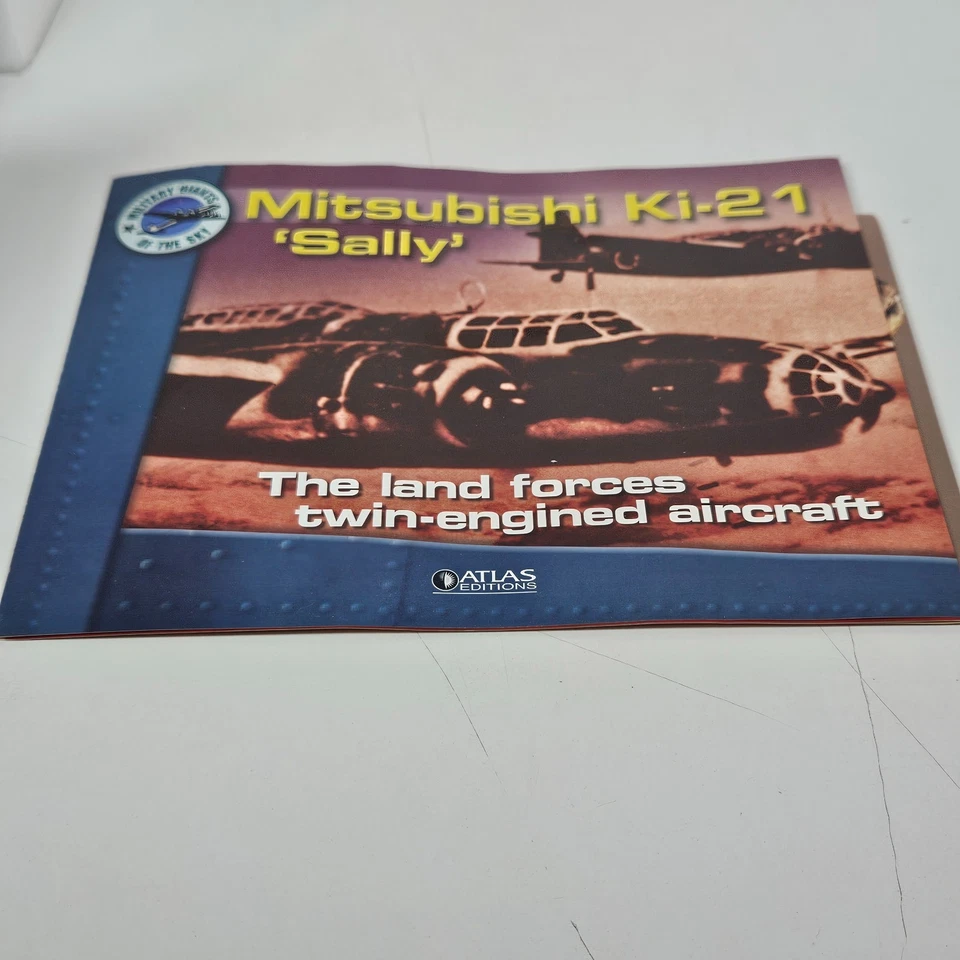 MILITARY GIANTS
OF THE SKY
Mitsubishi Ki-21
‘Sally’
The land forces
twin-engined aircraft
ATLAS
EDITIONS